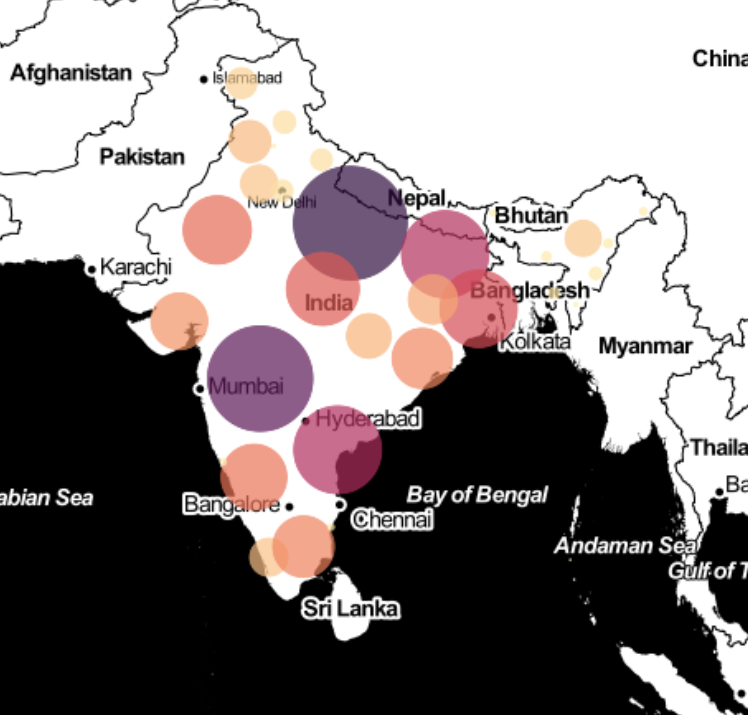 China
Afghanistan
Islamabad
Pakistan
Nepal
New Delhi
Bhutan
Karachi
Bangladesh
India
Kolkata
Myanmar
Mumbai
Hyderabad
Thaila
Ba
abian Sea
Bay of Bengal
Bangalore
Chennai
Andaman Sea
Gulf of T
Sri Lanka